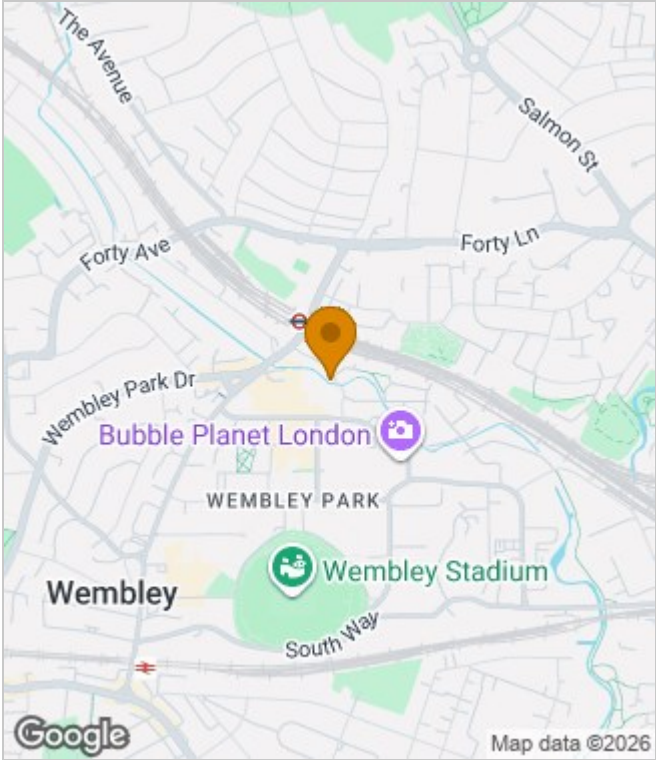 The Avenue
Salmon St
Forty Ave
Forty Ln
Wembley Park Dr
Bubble Planet London
WEMBLEY PARK
Wembley Stadium
Wembley
South Way
Google
Map data ©2026